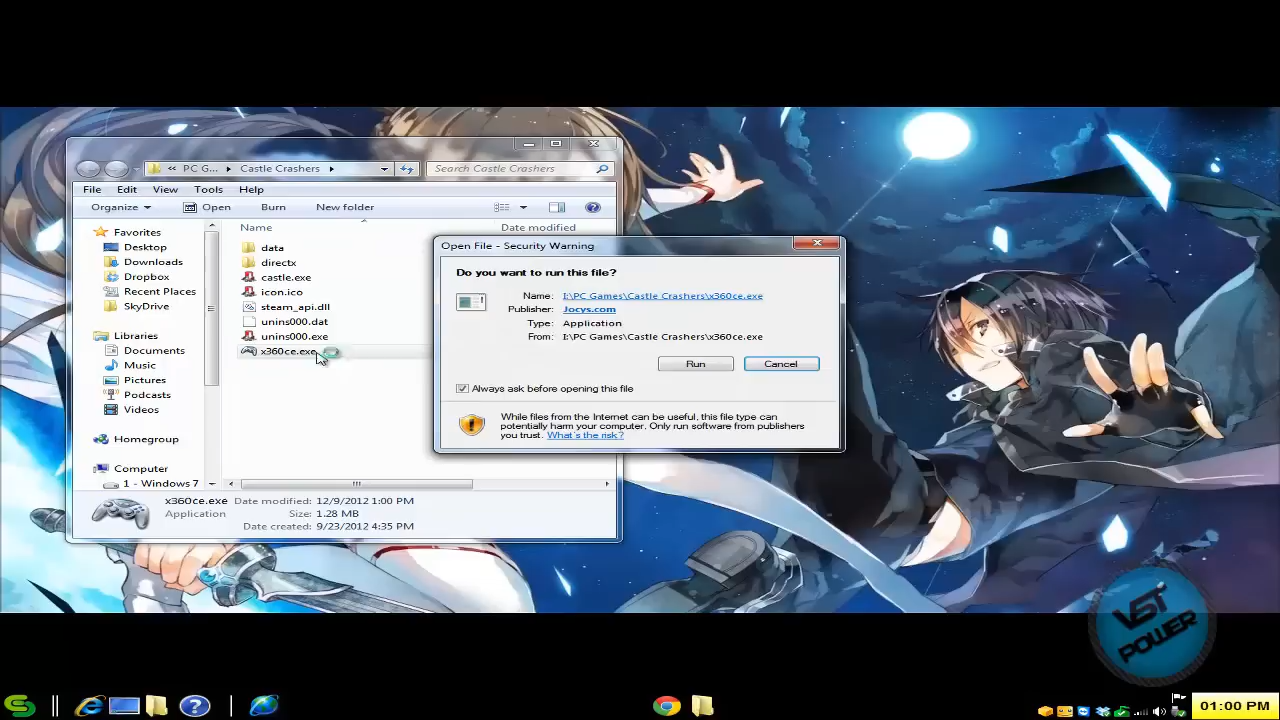 « PC G... ▸ Castle Crashers ▸
Search Castle Crashers
File Edit View Tools Help
Organize Open Burn New folder
Name Date modified
Favorites
Desktop
Downloads
Dropbox
Recent Places
SkyDrive
Libraries
Documents
Music
Pictures
Podcasts
Videos
Homegroup
Computer
1 - Windows 7
data
directx
castle.exe
icon.ico
steam_api.dll
unins000.dat
unins000.exe
x360ce.exe
x360ce.exe Date modified: 12/9/2012 1:00 PM
Application Size: 1.28 MB
Date created: 9/23/2012 4:35 PM
Open File - Security Warning
Do you want to run this file?
Name: I:\PC Games\Castle Crashers\x360ce.exe
Publisher: Jocys.com
Type: Application
From: I:\PC Games\Castle Crashers\x360ce.exe
Run Cancel
Always ask before opening this file
While files from the Internet can be useful, this file type can
potentially harm your computer. Only run software from publishers
you trust. What's the risk?
VST
POWER
01:00 PM